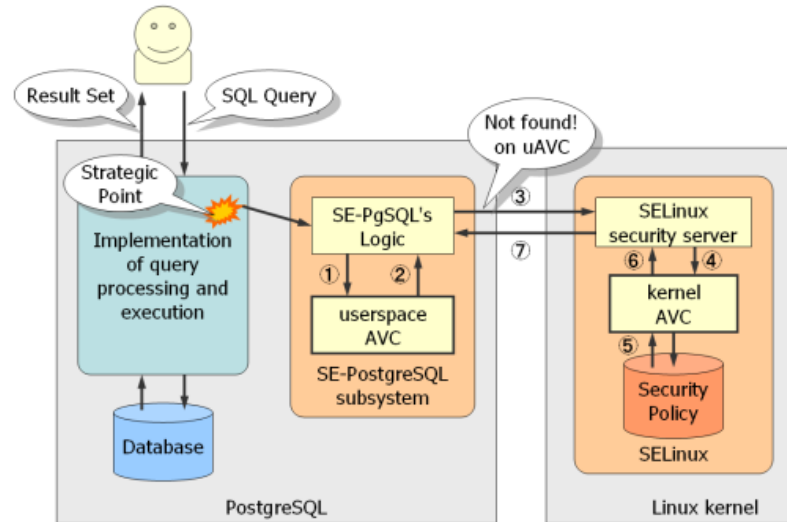 Result Set
SQL Query
Not found!
on uAVC
Strategic
Point
Implementation
of query
processing and
execution
SE-PgSQL's
Logic
③
⑦
SELinux
security server
①
②
⑥
④
userspace
AVC
kernel
AVC
⑤
SE-PostgreSQL
subsystem
Security
Policy
Database
SELinux
PostgreSQL
Linux kernel